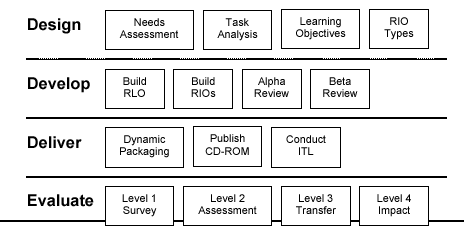 Design
Needs
Assessment
Task
Analysis
Learning
Objectives
RIO
Types
Develop
Build
RLO
Build
RIOs
Alpha
Review
Beta
Review
Deliver
Dynamic
Packaging
Publish
CD-ROM
Conduct
ITL
Evaluate
Level 1
Survey
Level 2
Assessment
Level 3
Transfer
Level 4
Impact